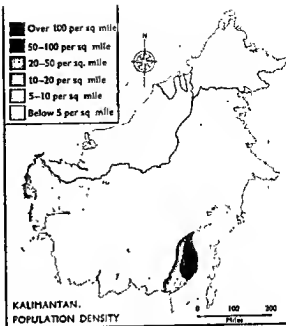 Over 100 per sq mile
50-100 per sq mile
20-50 per sq. mile
10-20 per sq mile
5-10 per sq mile
Below 5 per sq mile
N
KALIMANTAN.
POPULATION DENSITY
0 100 200
Miles